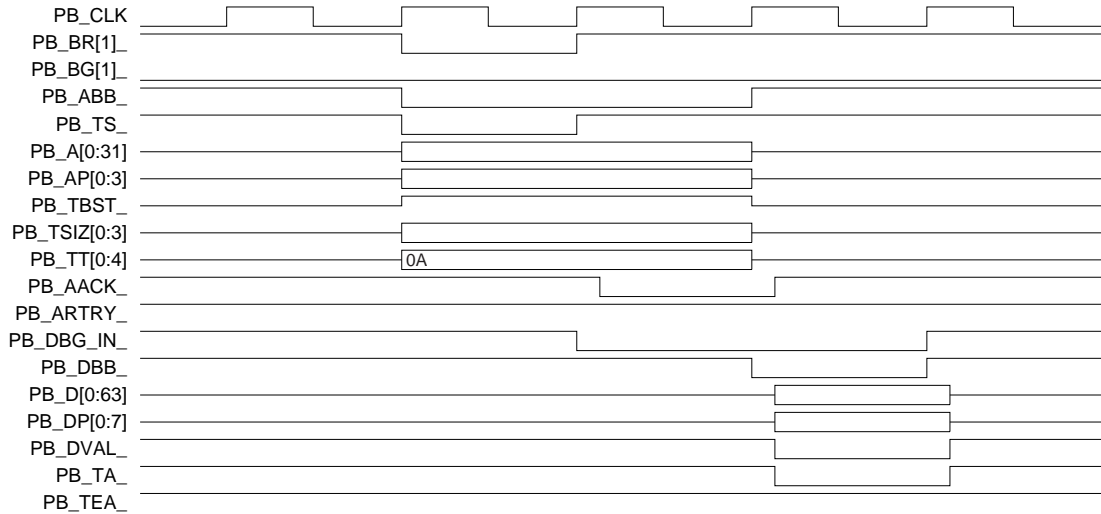 PB_CLK
PB_BR[1]_
PB_BG[1]_
PB_ABB_
PB_TS_
PB_A[0:31]
PB_AP[0:3]
PB_TBST_
PB_TSIZ[0:3]
PB_TT[0:4] 0A
PB_AACK_
PB_ARTRY_
PB_DBG_IN_
PB_DBB_
PB_D[0:63]
PB_DP[0:7]
PB_DVAL_
PB_TA_
PB_TEA_